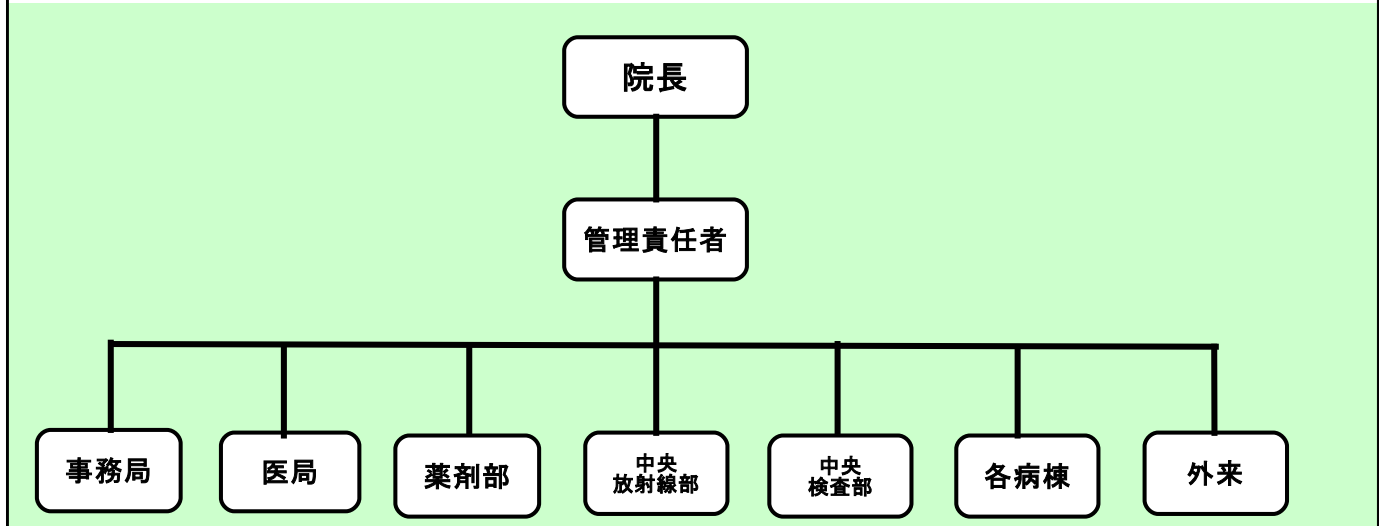 院長
管理責任者
事務局
医局
薬剤部
中央
放射線部
中央
検査部
各病棟
外来